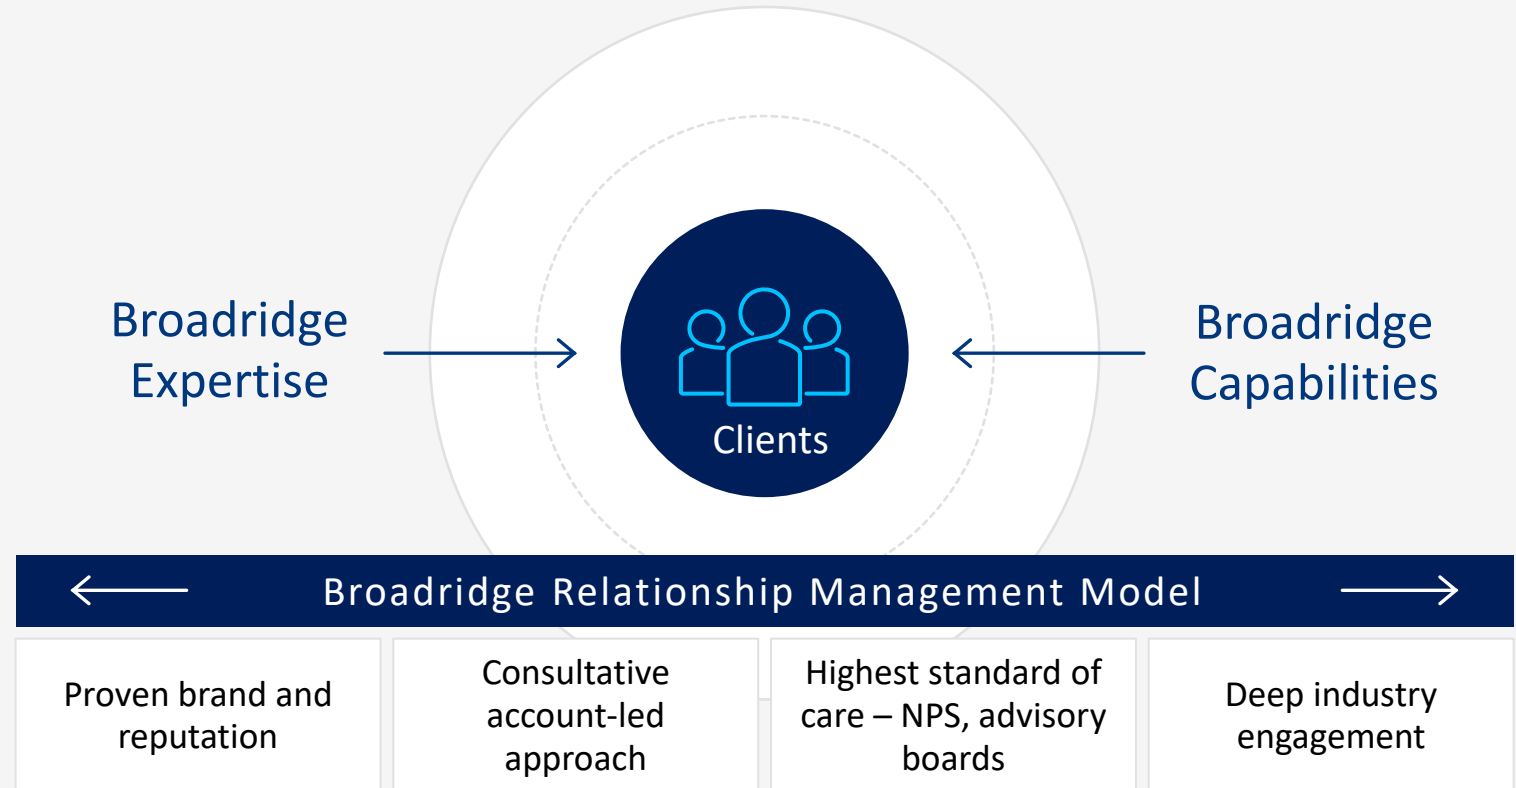 Broadridge
Expertise
Clients
Broadridge
Capabilities
Broadridge Relationship Management Model
Proven brand and
reputation
Consultative
account-led
approach
Highest standard of
care – NPS, advisory
boards
Deep industry
engagement